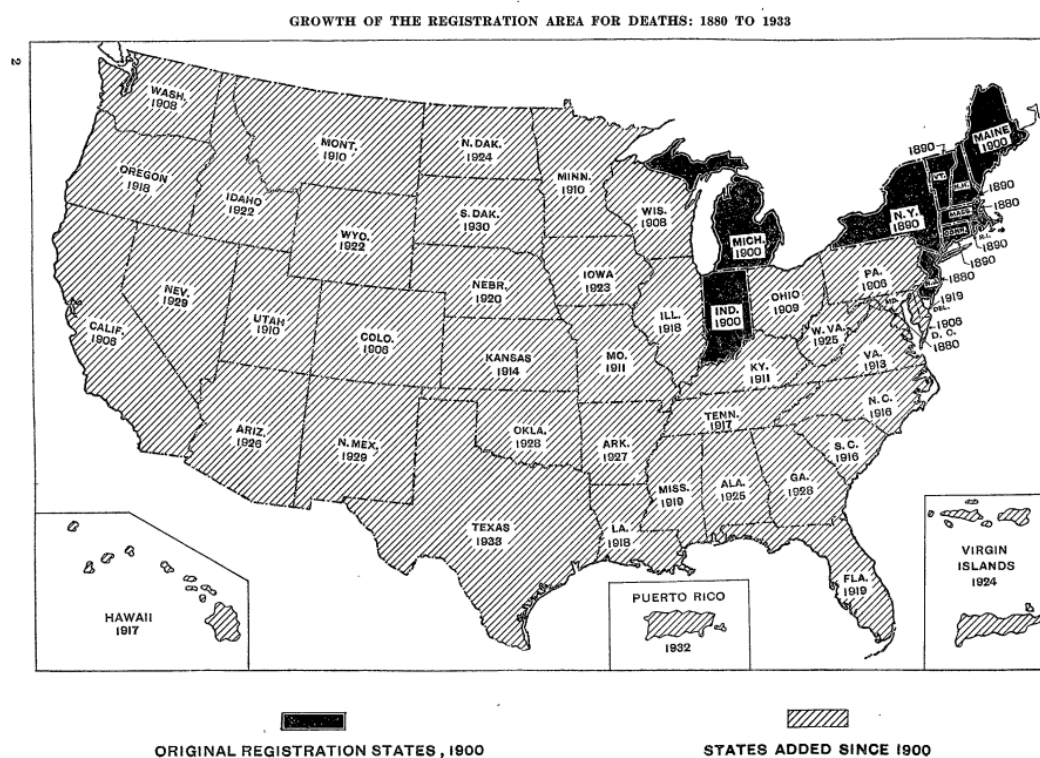 GROWTH OF THE REGISTRATION AREA FOR DEATHS: 1880 TO 1933
2
WASH.
1908
OREGON
1918
CALIF.
1906
IDAHO
1922
NEV.
1929
MONT.
1910
WYO.
1922
UTAH
1910
COLO.
1906
ARIZ.
1926
N. MEX.
1929
N. DAK.
1924
S. DAK.
1930
NEBR.
1920
KANSAS
1914
OKLA.
1928
TEXAS
1933
MINN.
1910
IOWA
1923
MO.
1911
ARK.
1927
LA.
1918
WIS.
1908
ILL.
1918
MICH.
1900
IND.
1900
OHIO
1909
KY.
1911
TENN.
1917
MISS.
1919
ALA.
1925
GA.
1928
FLA.
1919
S. C.
1916
N. C.
1916
VA.
1913
W. VA.
1925
PA.
1906
N.Y.
1890
MAINE
1900
1890
VT.
N.H.
1890
MASS.
1880
CONN.
R.I.
1890
1890
N.J.
1880
DEL.
1919
MD.
1906
D. C.
1880
HAWAII
1917
PUERTO RICO
1932
VIRGIN
ISLANDS
1924
ORIGINAL REGISTRATION STATES, 1900
STATES ADDED SINCE 1900